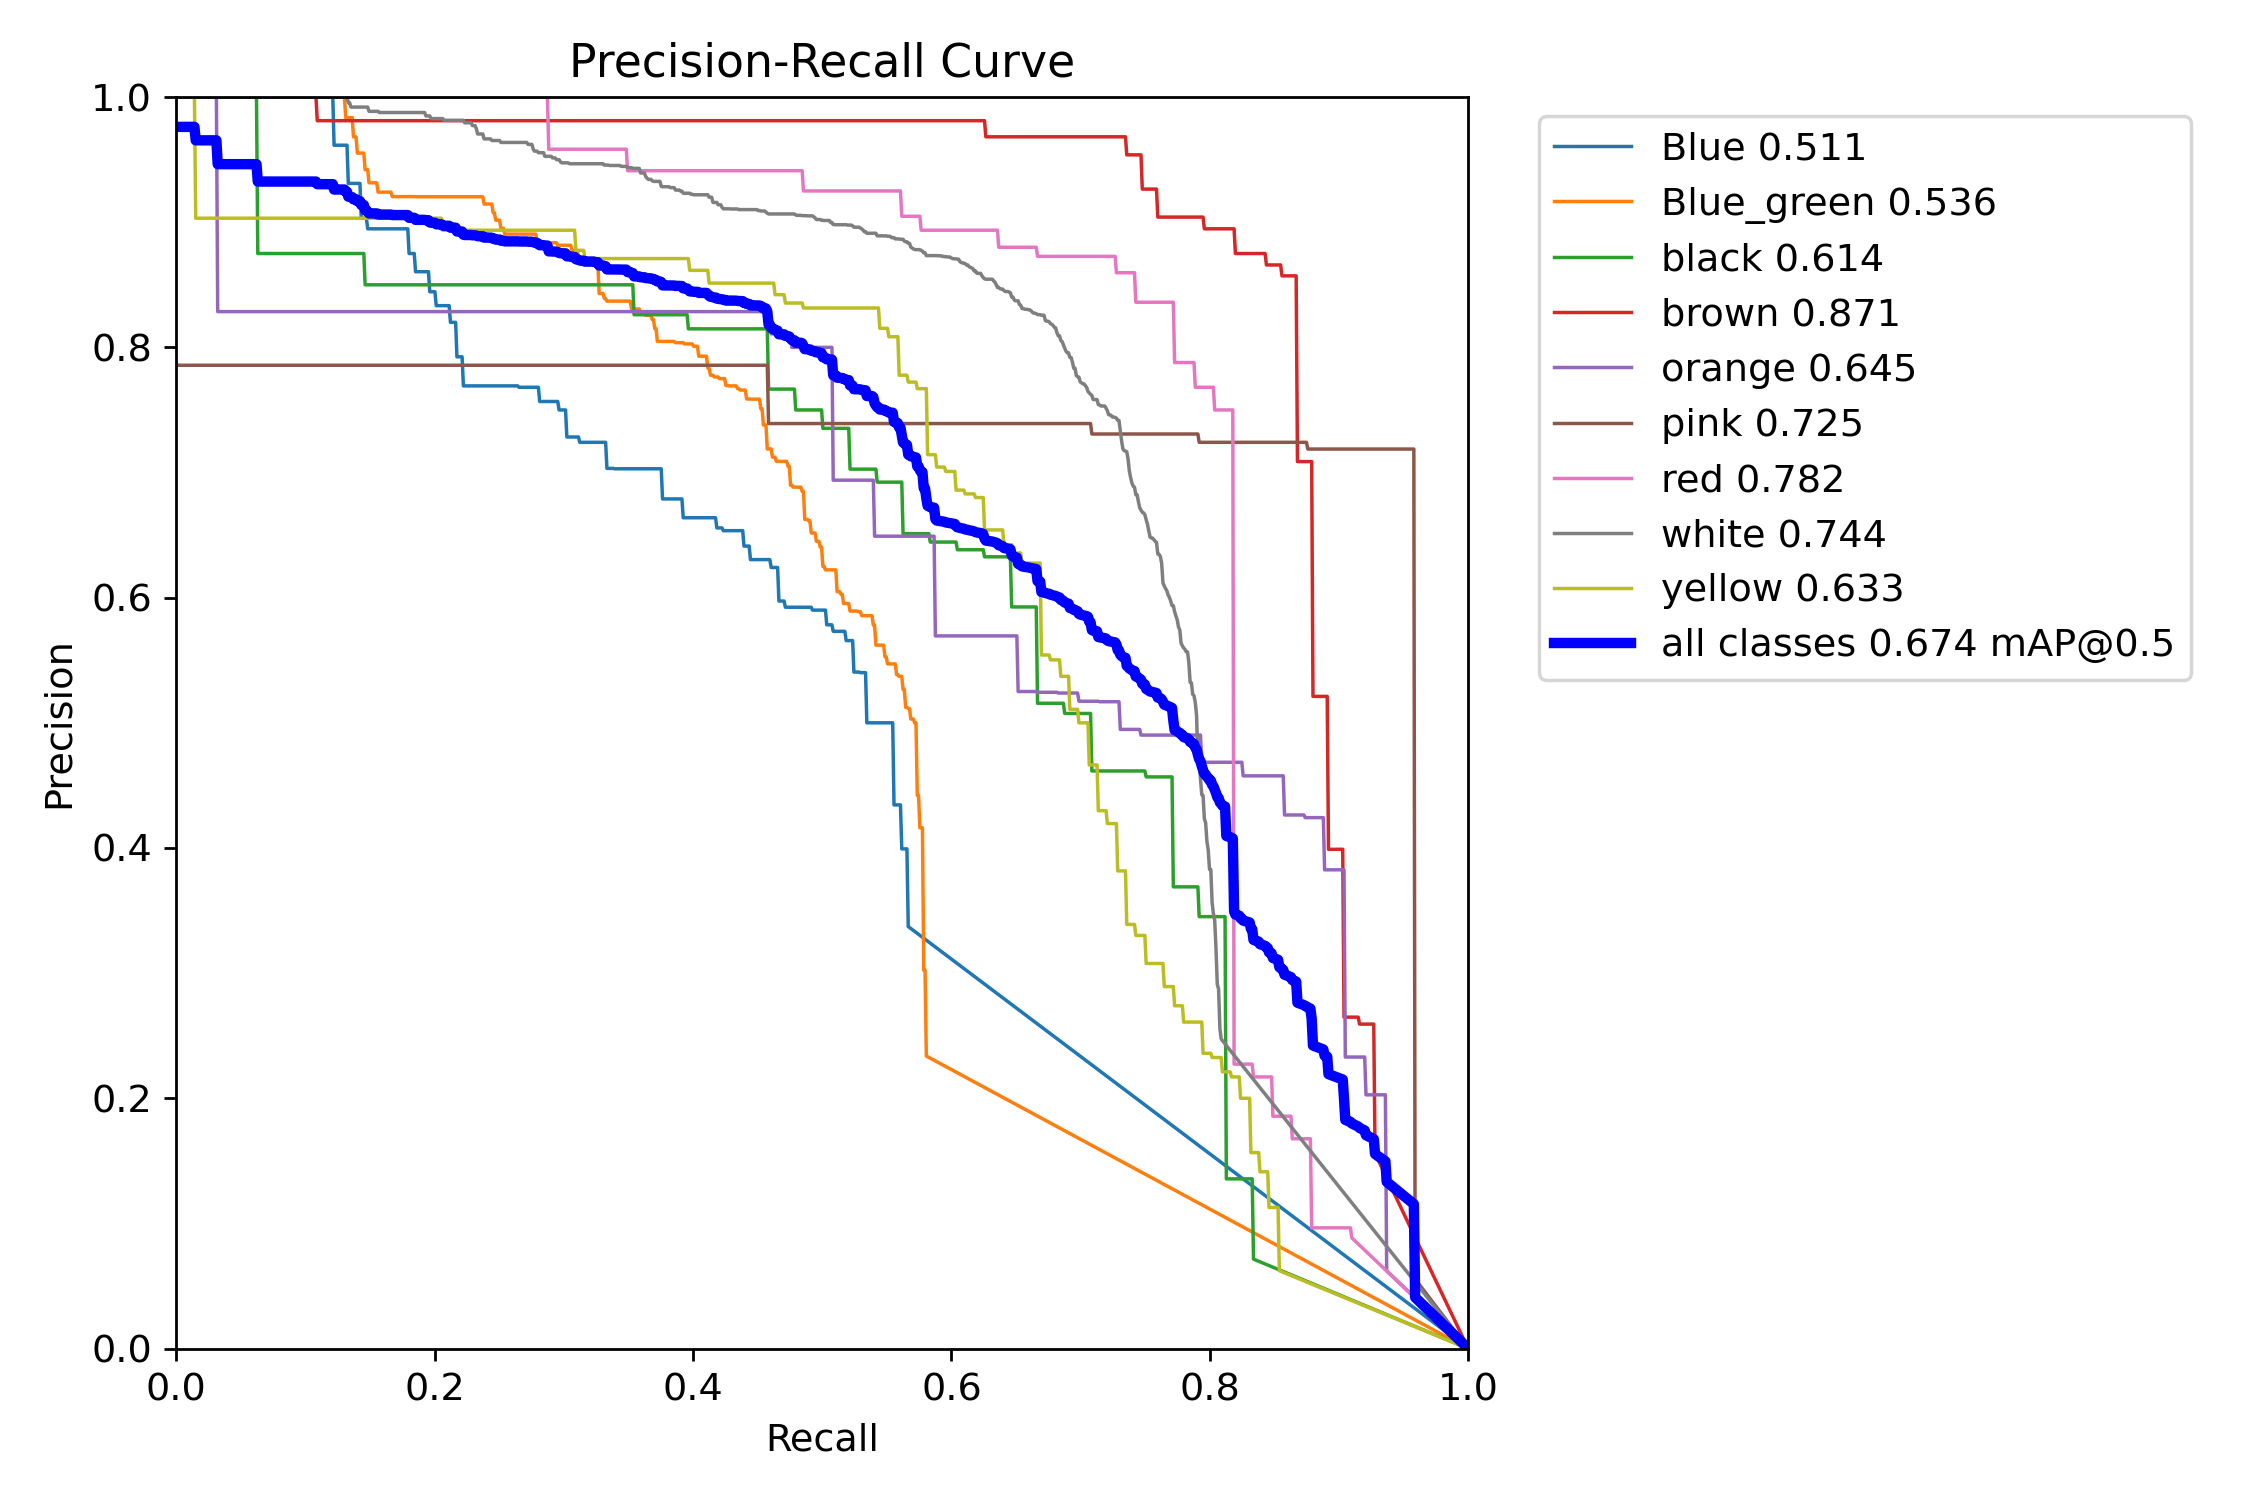 Precision-Recall Curve
1.0
0.8
0.6
0.4
0.2
0.0
Precision
0.0 0.2 0.4 0.6 0.8 1.0
Recall
Blue 0.511
Blue_green 0.536
black 0.614
brown 0.871
orange 0.645
pink 0.725
red 0.782
white 0.744
yellow 0.633
all classes 0.674 mAP@0.5